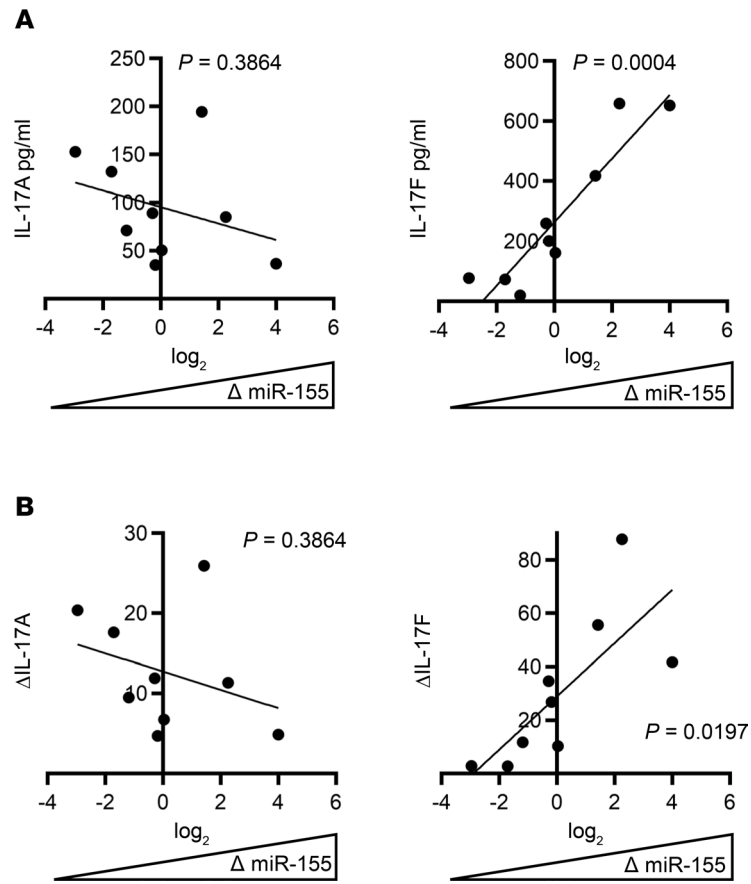 A
IL-17A pg/ml
250
200
150
100
50
P = 0.3864
-4 -2 0 2 4 6
log2
Δ miR-155
IL-17F pg/ml
800
600
400
200
P = 0.0004
-4 -2 0 2 4 6
log2
Δ miR-155
B
ΔIL-17A
30
20
10
P = 0.3864
-4 -2 0 2 4 6
log2
Δ miR-155
ΔIL-17F
80
60
40
20
P = 0.0197
-4 -2 0 2 4 6
log2
Δ miR-155